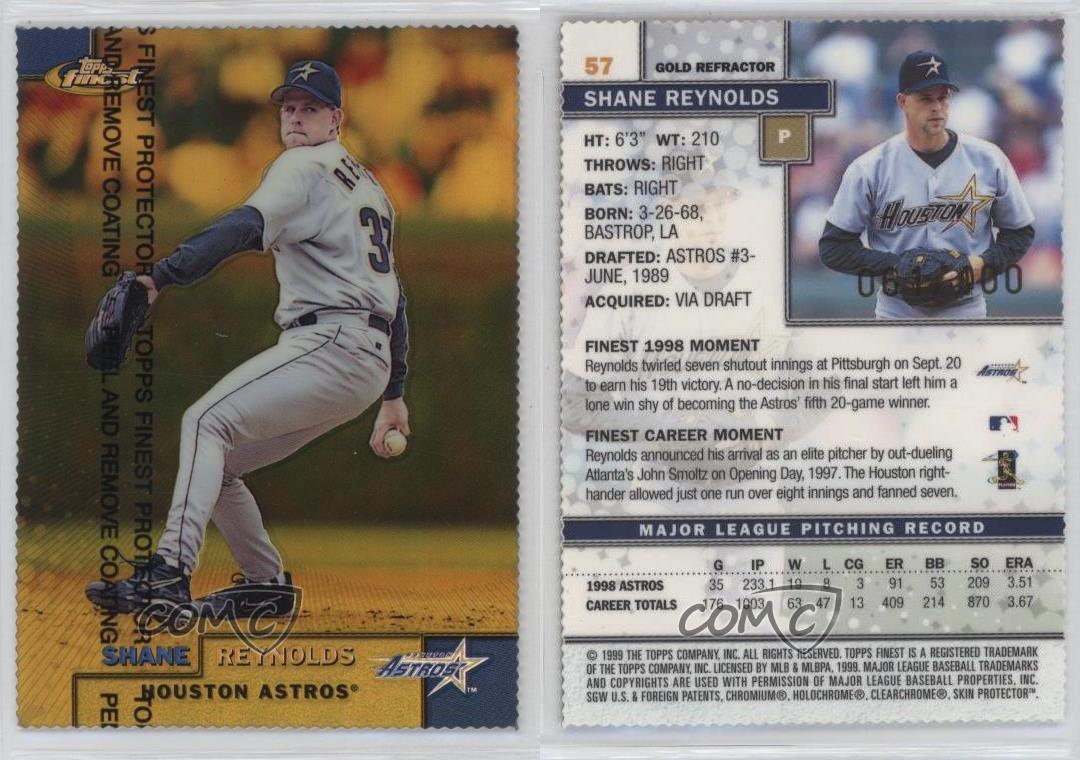 Topps
finest
S FINEST PROTECTOR TOPPS FINEST PROTECTOR TO
AND REMOVE COATING PEEL AND REMOVE COATING PE
RE
37
SHANE REYNOLDS
HOUSTON ASTROS®
ASTROS™
COMC
57
GOLD REFRACTOR
SHANE REYNOLDS
P
HT: 6'3" WT: 210
THROWS: RIGHT
BATS: RIGHT
BORN: 3-26-68,
BASTROP, LA
DRAFTED: ASTROS #3-
JUNE, 1989
ACQUIRED: VIA DRAFT
HOUSTON
FINEST 1998 MOMENT
Reynolds twirled seven shutout innings at Pittsburgh on Sept. 20
to earn his 19th victory. A no-decision in his final start left him a
lone win shy of becoming the Astros' fifth 20-game winner.
ASTROS
FINEST CAREER MOMENT
Reynolds announced his arrival as an elite pitcher by out-dueling
Atlanta's John Smoltz on Opening Day, 1997. The Houston right-
hander allowed just one run over eight innings and fanned seven.
MAJOR LEAGUE PITCHING RECORD
G IP W L CG ER BB SO ERA
1998 ASTROS 35 233.1 19 8 3 91 53 209 3.51
CAREER TOTALS 176 1003 63 47 13 409 214 870 3.67
COMC
© 1999 THE TOPPS COMPANY, INC. ALL RIGHTS RESERVED. TOPPS FINEST IS A REGISTERED TRADEMARK
OF THE TOPPS COMPANY, INC. LICENSED BY MLB & MLBPA, 1999. MAJOR LEAGUE BASEBALL TRADEMARKS
AND COPYRIGHTS ARE USED WITH PERMISSION OF MAJOR LEAGUE BASEBALL PROPERTIES, INC.
SGW U.S. & FOREIGN PATENTS, CHROMIUM®, HOLOCHROME®, CLEARCHROME®, SKIN PROTECTOR™.